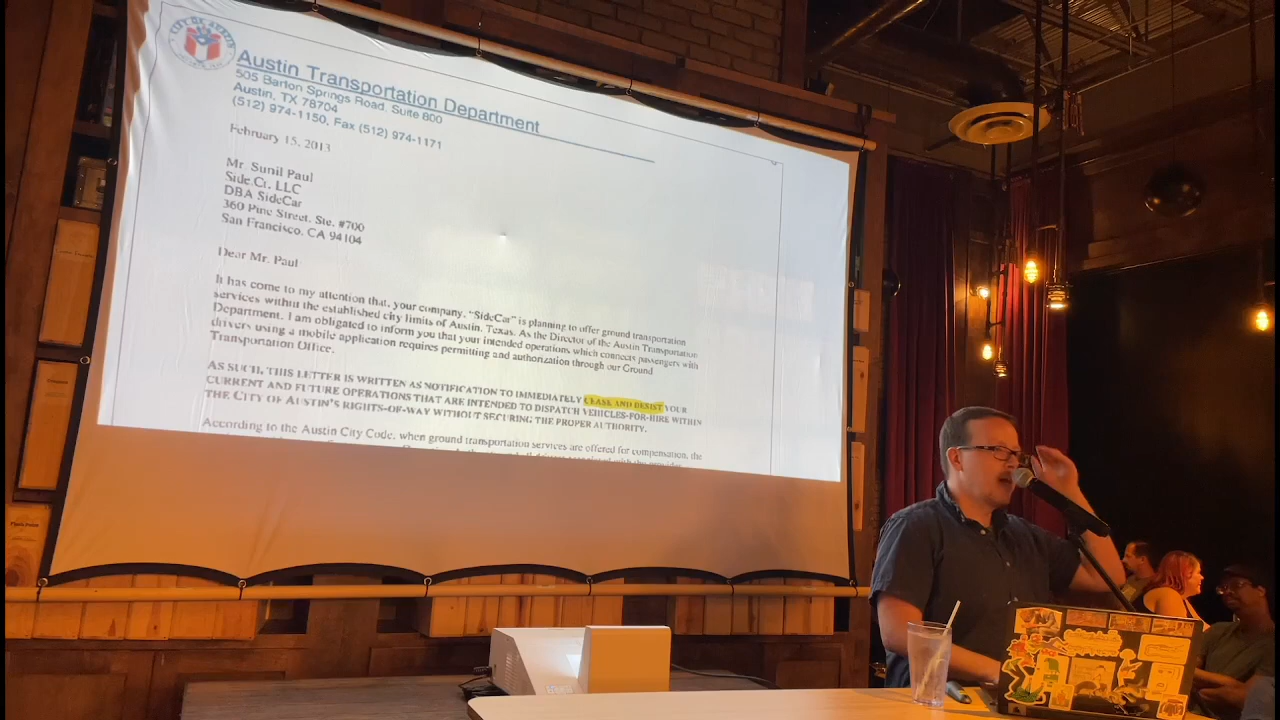 CITY OF AUSTIN
Austin Transportation Department
505 Barton Springs Road, Suite 800
Austin, TX 78704
(512) 974-1150, Fax (512) 974-1171
February 15, 2013
Mr. Sunil Paul
Side.Cr. LLC
DBA SideCar
360 Pine Street. Ste. #700
San Francisco, CA 94104
Dear Mr. Paul
It has come to my attention that, your company, "SideCar" is planning to offer ground transportation
services within the established city limits of Austin, Texas. As the Director of the Austin Transportation
Department. I am obligated to inform you that your intended operations which connects passengers with
drivers using a mobile application requires permitting and authorization through our Ground
Transportation Office.
AS SUCH, THIS LETTER IS WRITTEN AS NOTIFICATION TO IMMEDIATELY CEASE AND DESIST YOUR
CURRENT AND FUTURE OPERATIONS THAT ARE INTENDED TO DISPATCH VEHICLES-FOR-HIRE WITHIN
THE CITY OF AUSTIN'S RIGHTS-OF-WAY WITHOUT SECURING THE PROPER AUTHORITY.
According to the Austin City Code, when ground transportation services are offered for compensation, the